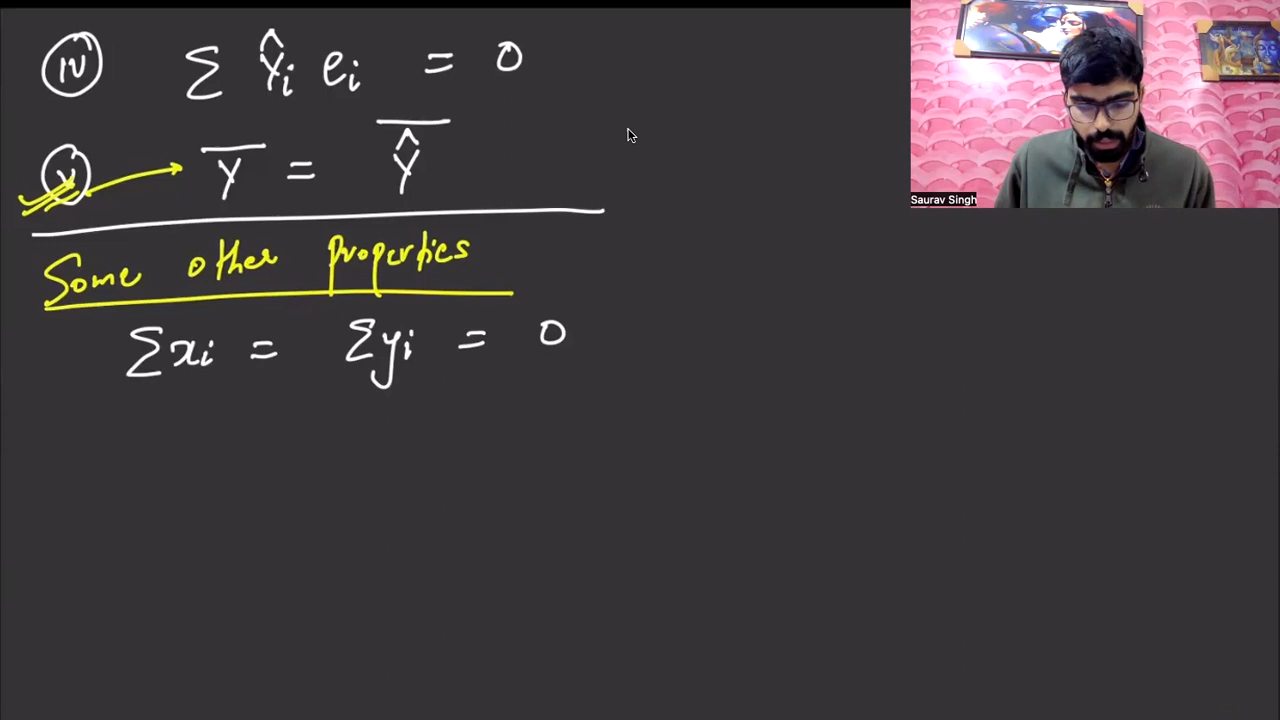 (iv) Σ Ŷi ei = 0
(v) → Y̅ = Ŷ̅
Some other properties
Σxi = Σyi = 0
Saurav Singh